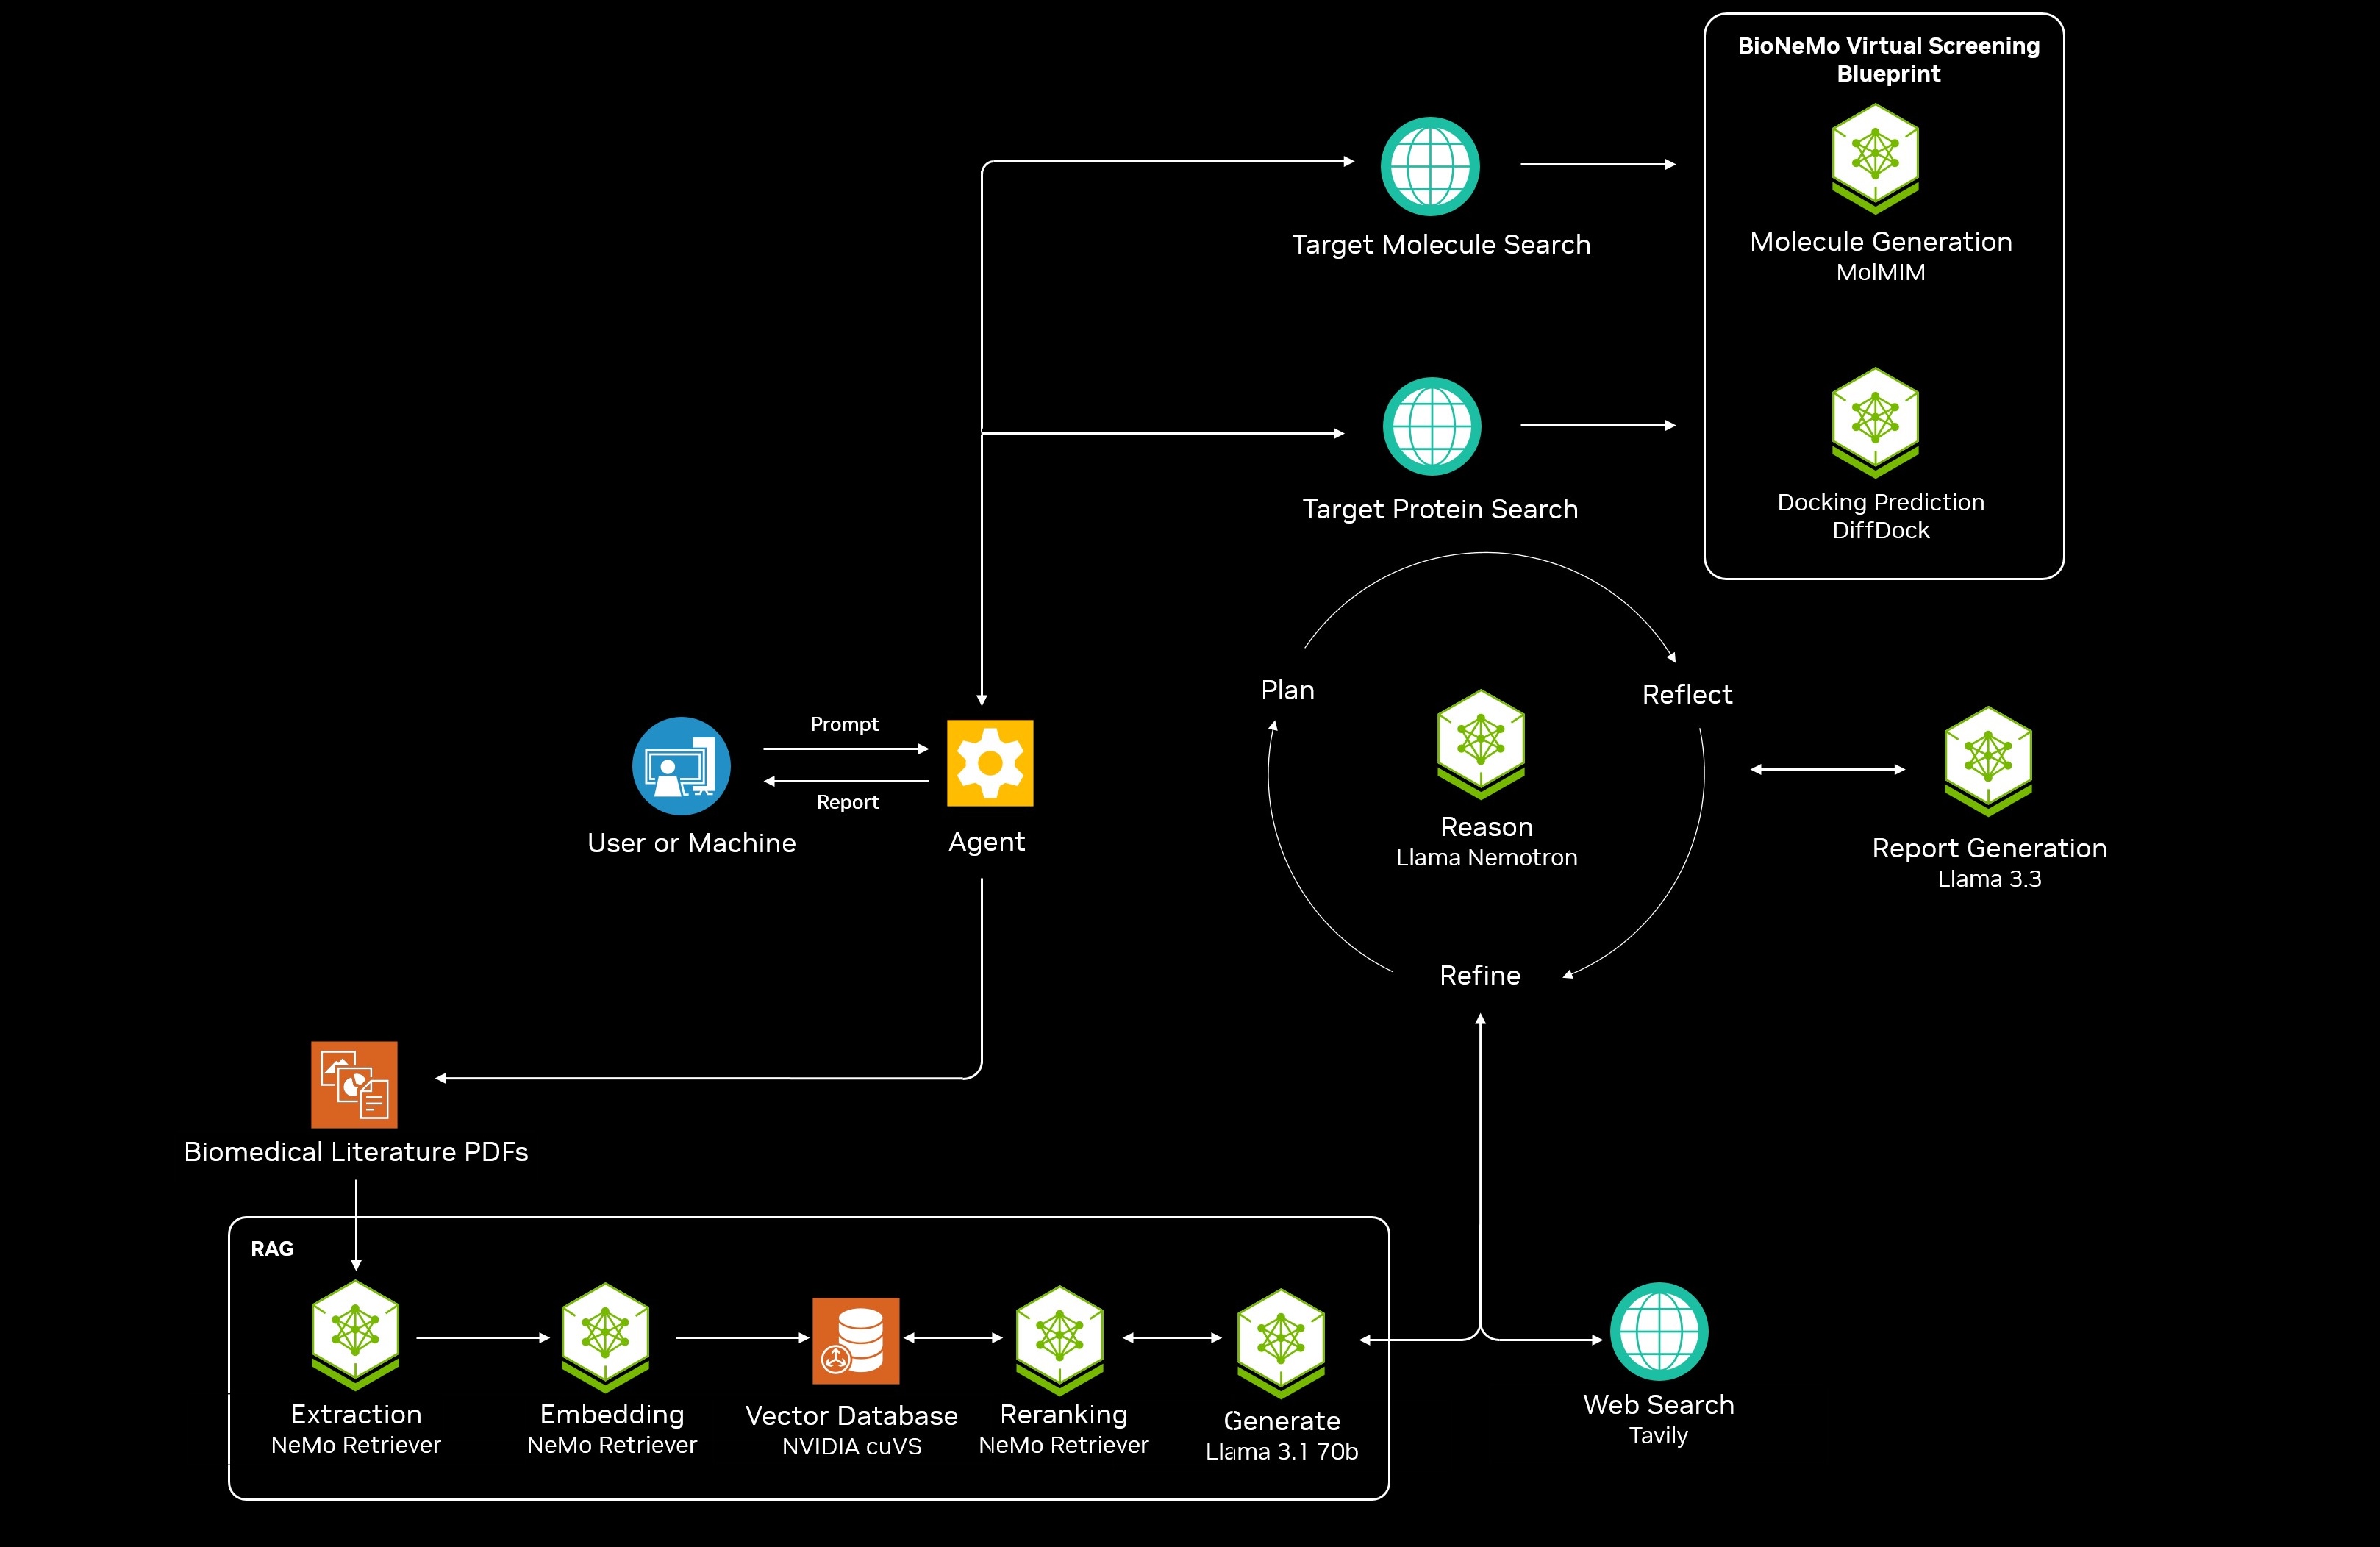 BioNeMo Virtual Screening
Blueprint
Target Molecule Search
Molecule Generation
MolMIM
Target Protein Search
Docking Prediction
DiffDock
Plan
Reflect
Prompt
Report
User or Machine
Agent
Reason
Llama Nemotron
Report Generation
Llama 3.3
Refine
Biomedical Literature PDFs
RAG
Extraction
NeMo Retriever
Embedding
NeMo Retriever
Vector Database
NVIDIA cuVS
Reranking
NeMo Retriever
Generate
Llama 3.1 70b
Web Search
Tavily